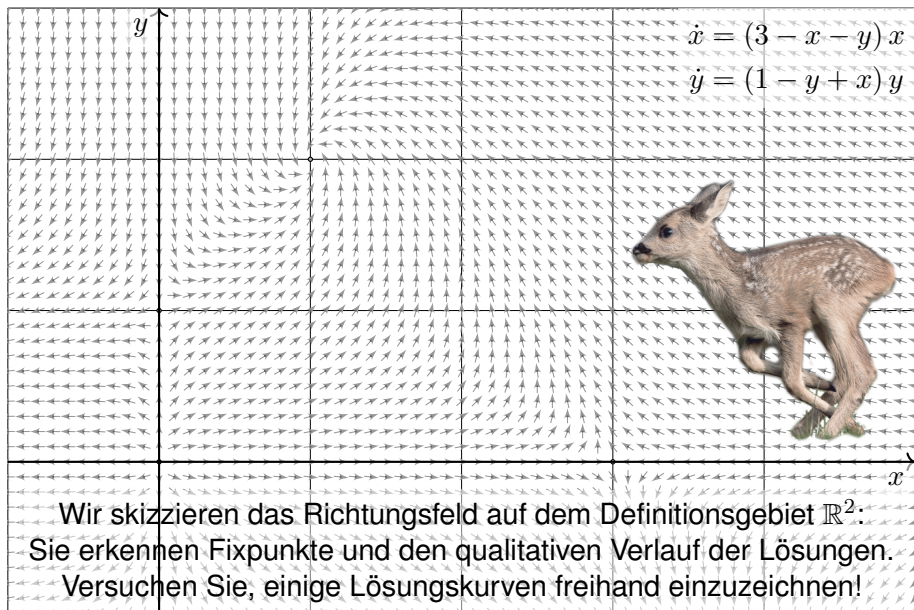 y
ẋ = (3 − x − y) x
ẏ = (1 − y + x) y
x
Wir skizzieren das Richtungsfeld auf dem Definitionsgebiet ℝ²:
Sie erkennen Fixpunkte und den qualitativen Verlauf der Lösungen.
Versuchen Sie, einige Lösungskurven freihand einzuzeichnen!